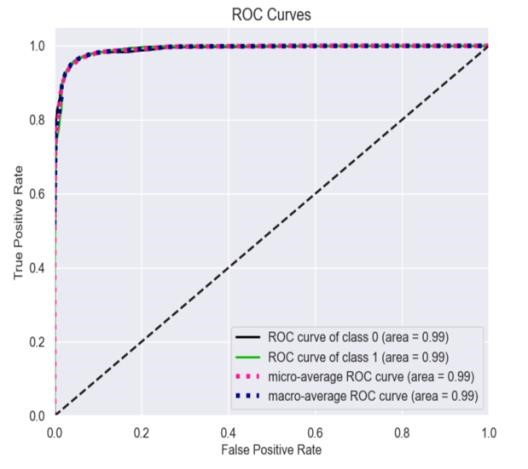 ROC Curves
True Positive Rate
1.0
0.8
0.6
0.4
0.2
0.0
ROC curve of class 0 (area = 0.99)
ROC curve of class 1 (area = 0.99)
micro-average ROC curve (area = 0.99)
macro-average ROC curve (area = 0.99)
0.0 0.2 0.4 0.6 0.8 1.0
False Positive Rate